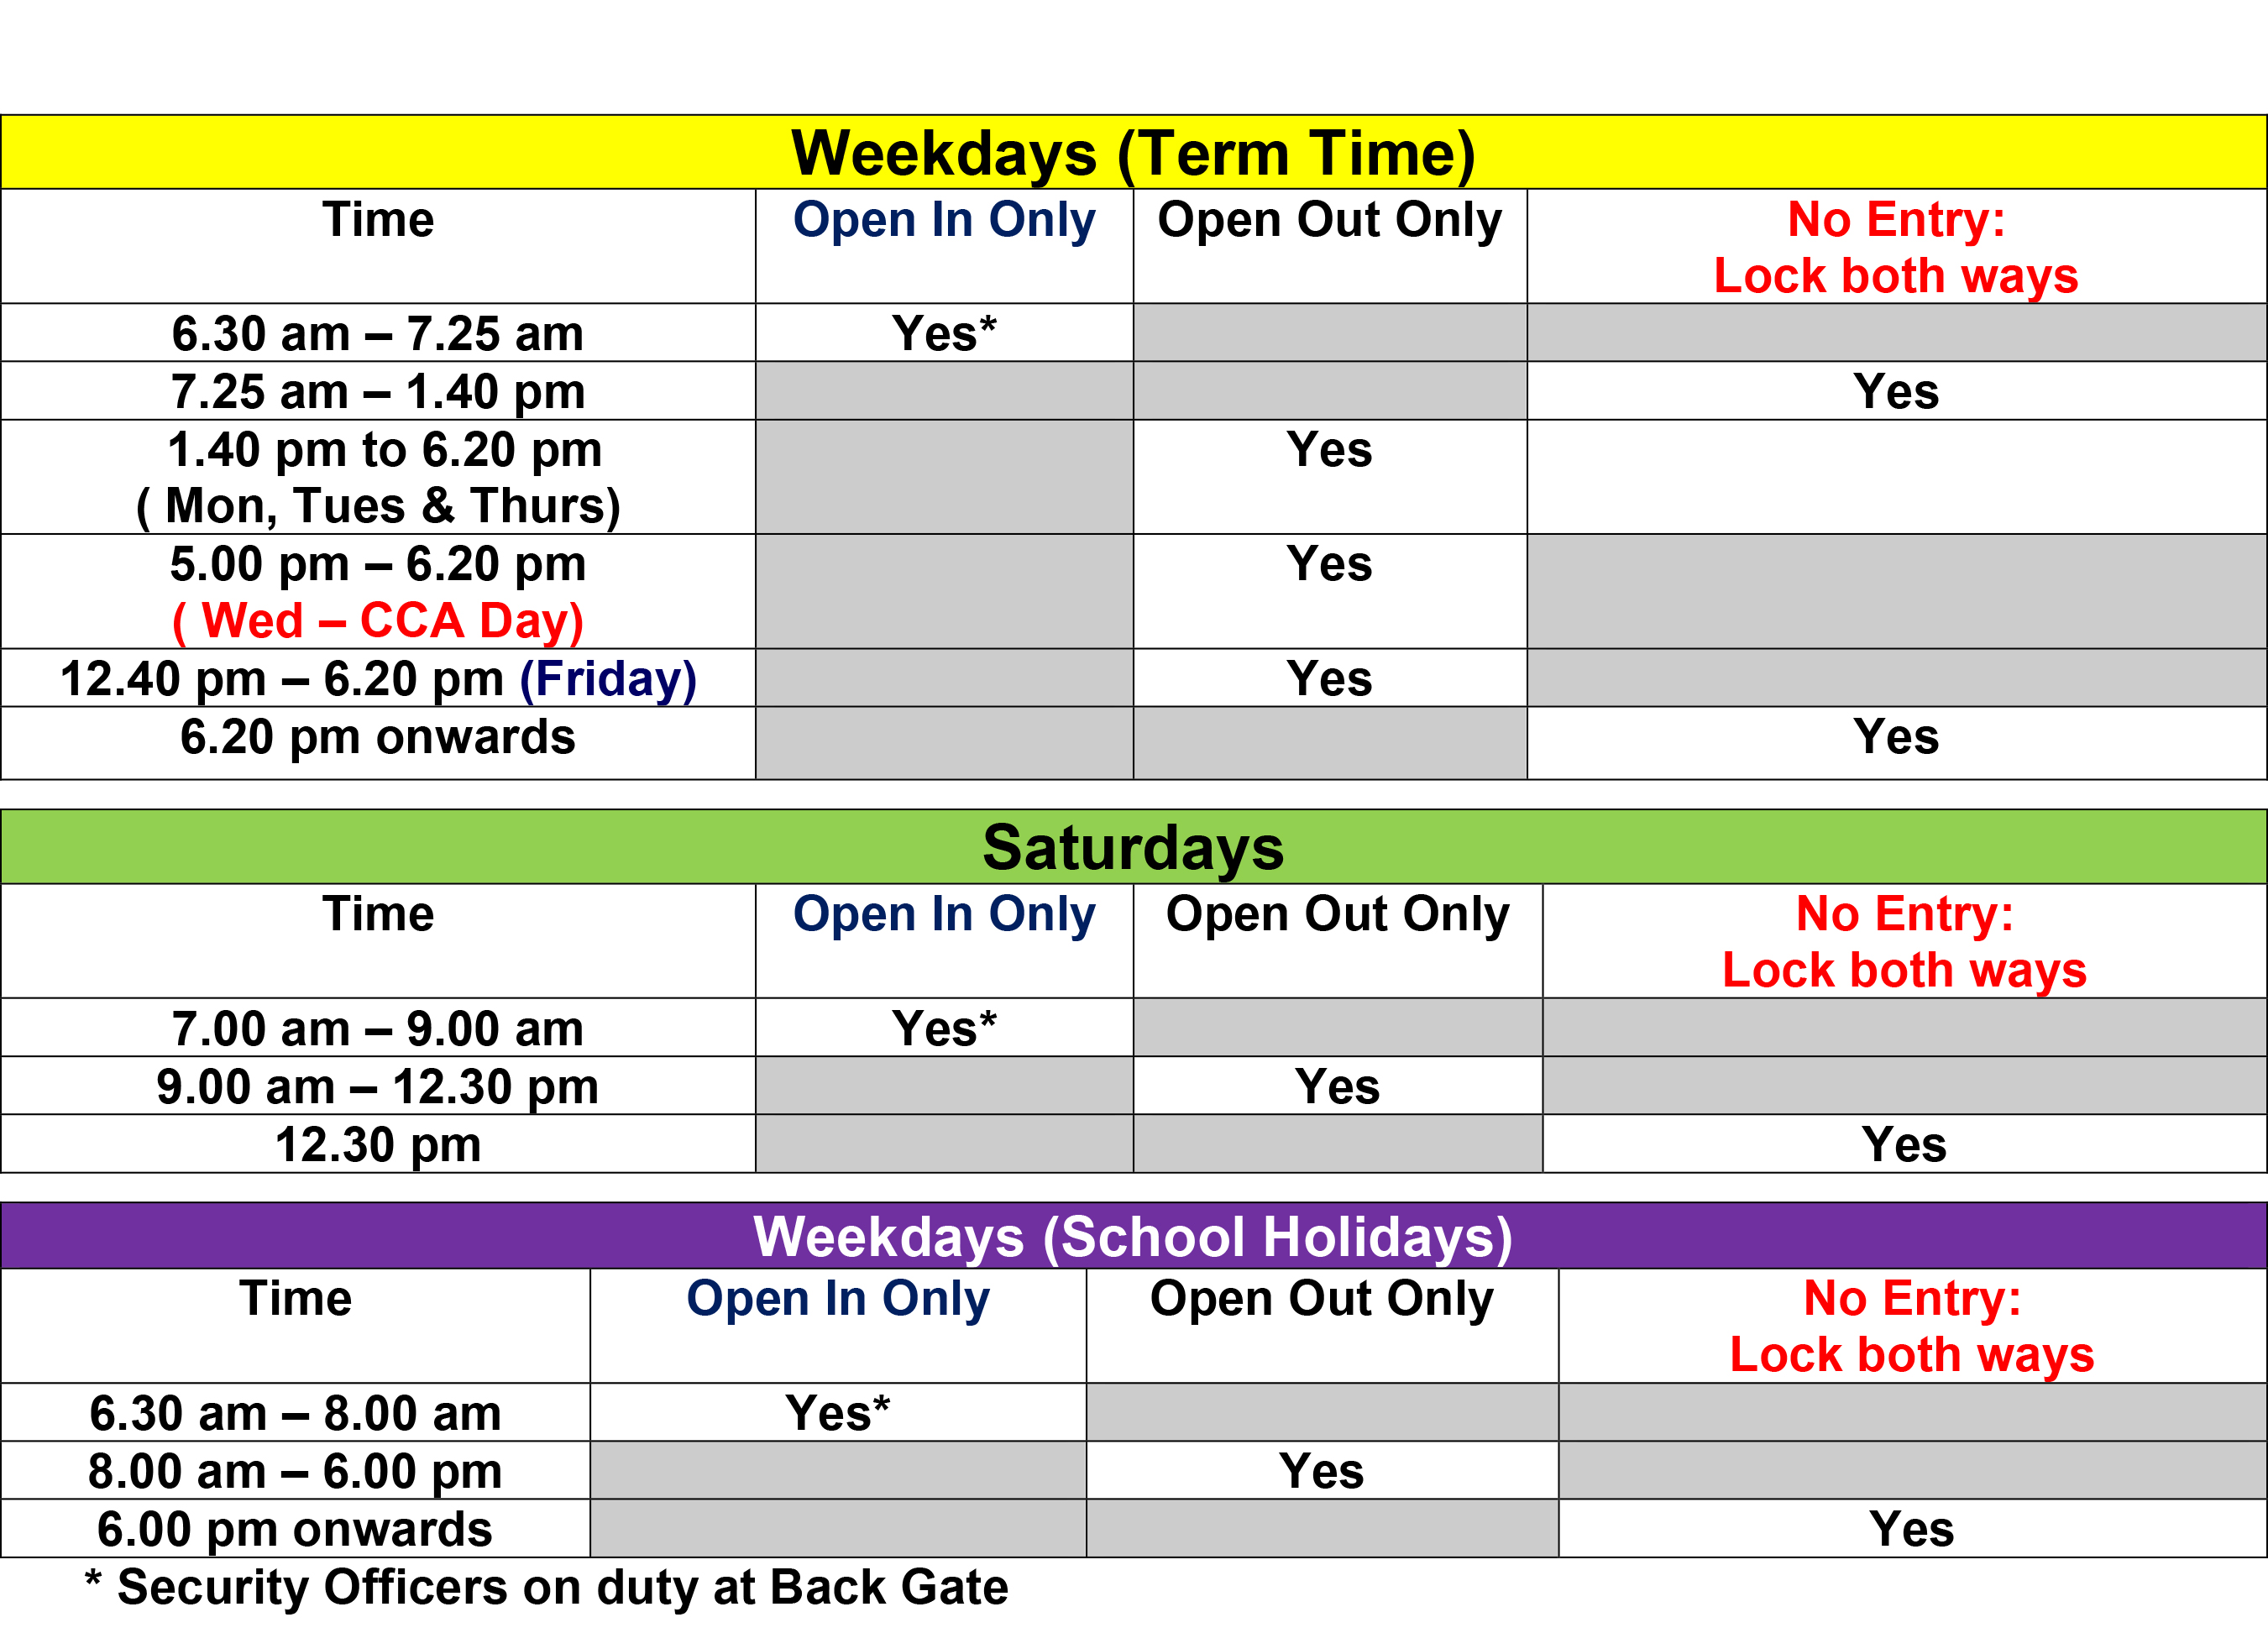 Weekdays (Term Time)
Time Open In Only Open Out Only No Entry:
Lock both ways
6.30 am – 7.25 am Yes*
7.25 am – 1.40 pm Yes
1.40 pm to 6.20 pm Yes
( Mon, Tues & Thurs)
5.00 pm – 6.20 pm Yes
( Wed – CCA Day)
12.40 pm – 6.20 pm (Friday) Yes
6.20 pm onwards Yes
Saturdays
Time Open In Only Open Out Only No Entry:
Lock both ways
7.00 am – 9.00 am Yes*
9.00 am – 12.30 pm Yes
12.30 pm Yes
Weekdays (School Holidays)
Time Open In Only Open Out Only No Entry:
Lock both ways
6.30 am – 8.00 am Yes*
8.00 am – 6.00 pm Yes
6.00 pm onwards Yes
* Security Officers on duty at Back Gate